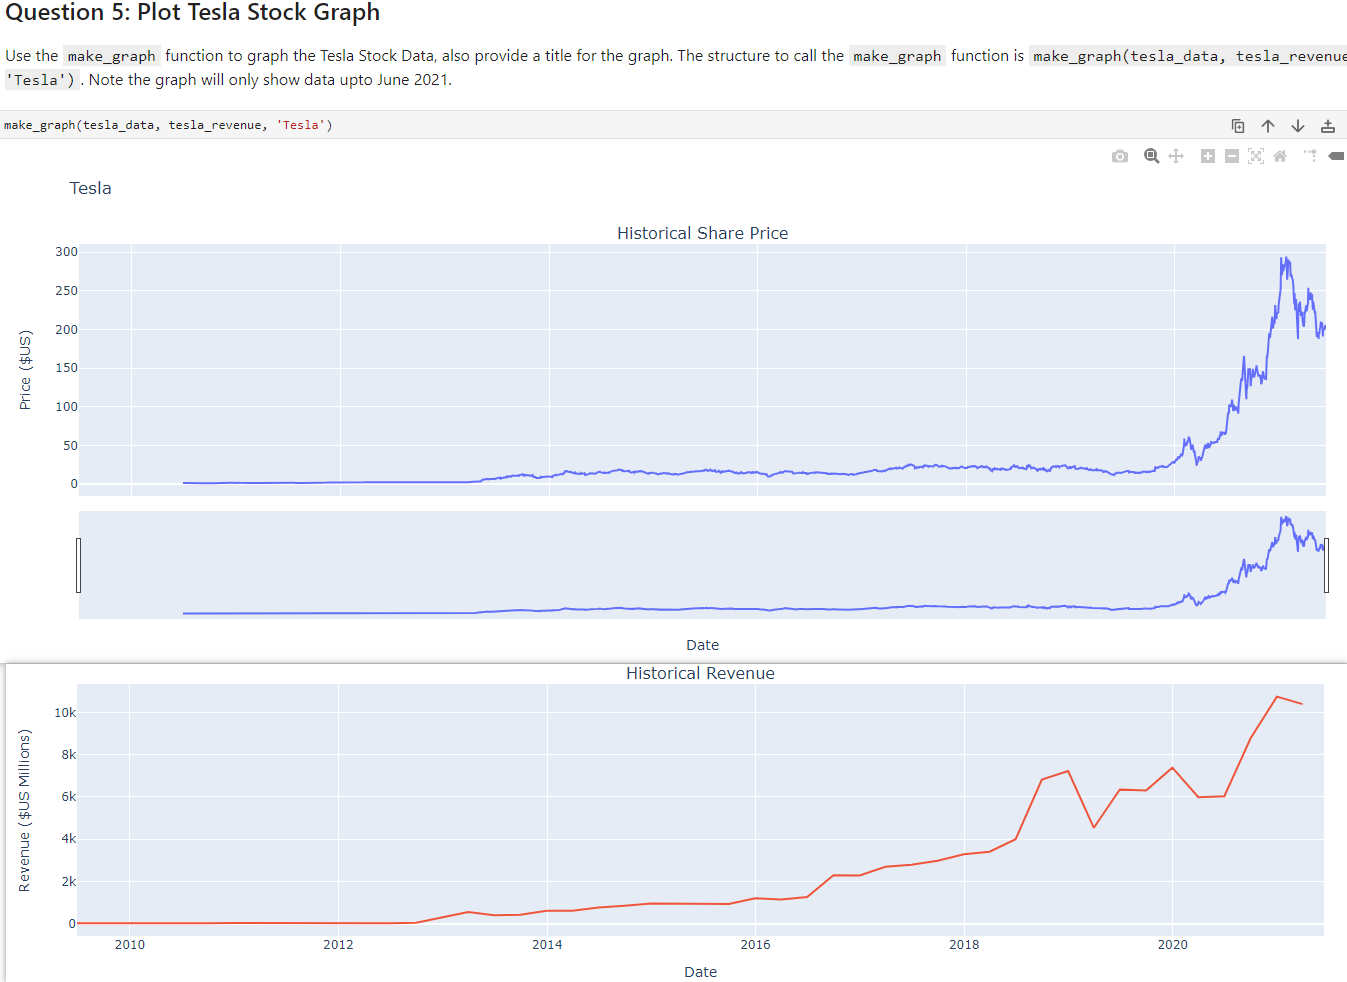 Question 5: Plot Tesla Stock Graph
Use the make_graph function to graph the Tesla Stock Data, also provide a title for the graph. The structure to call the make_graph function is make_graph(tesla_data, tesla_revenue
'Tesla') . Note the graph will only show data upto June 2021.
make_graph(tesla_data, tesla_revenue, 'Tesla')
Tesla
Historical Share Price
300
250
200
150
100
50
0
Price ($US)
Date
Historical Revenue
10k
8k
6k
4k
2k
0
Revenue ($US Millions)
2010 2012 2014 2016 2018 2020
Date